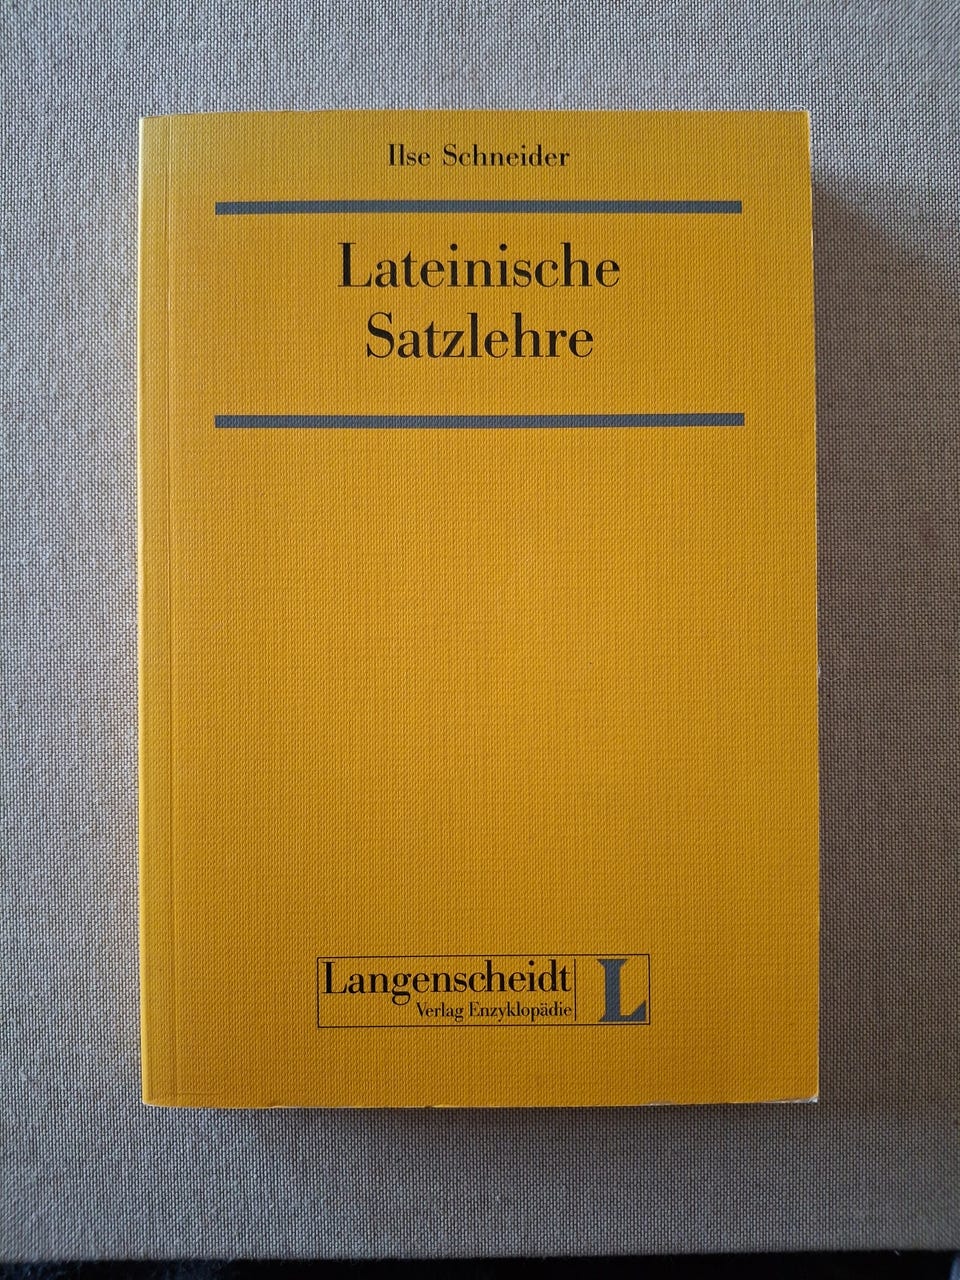 Ilse Schneider
Lateinische
Satzlehre
Langenscheidt
Verlag Enzyklopädie
L